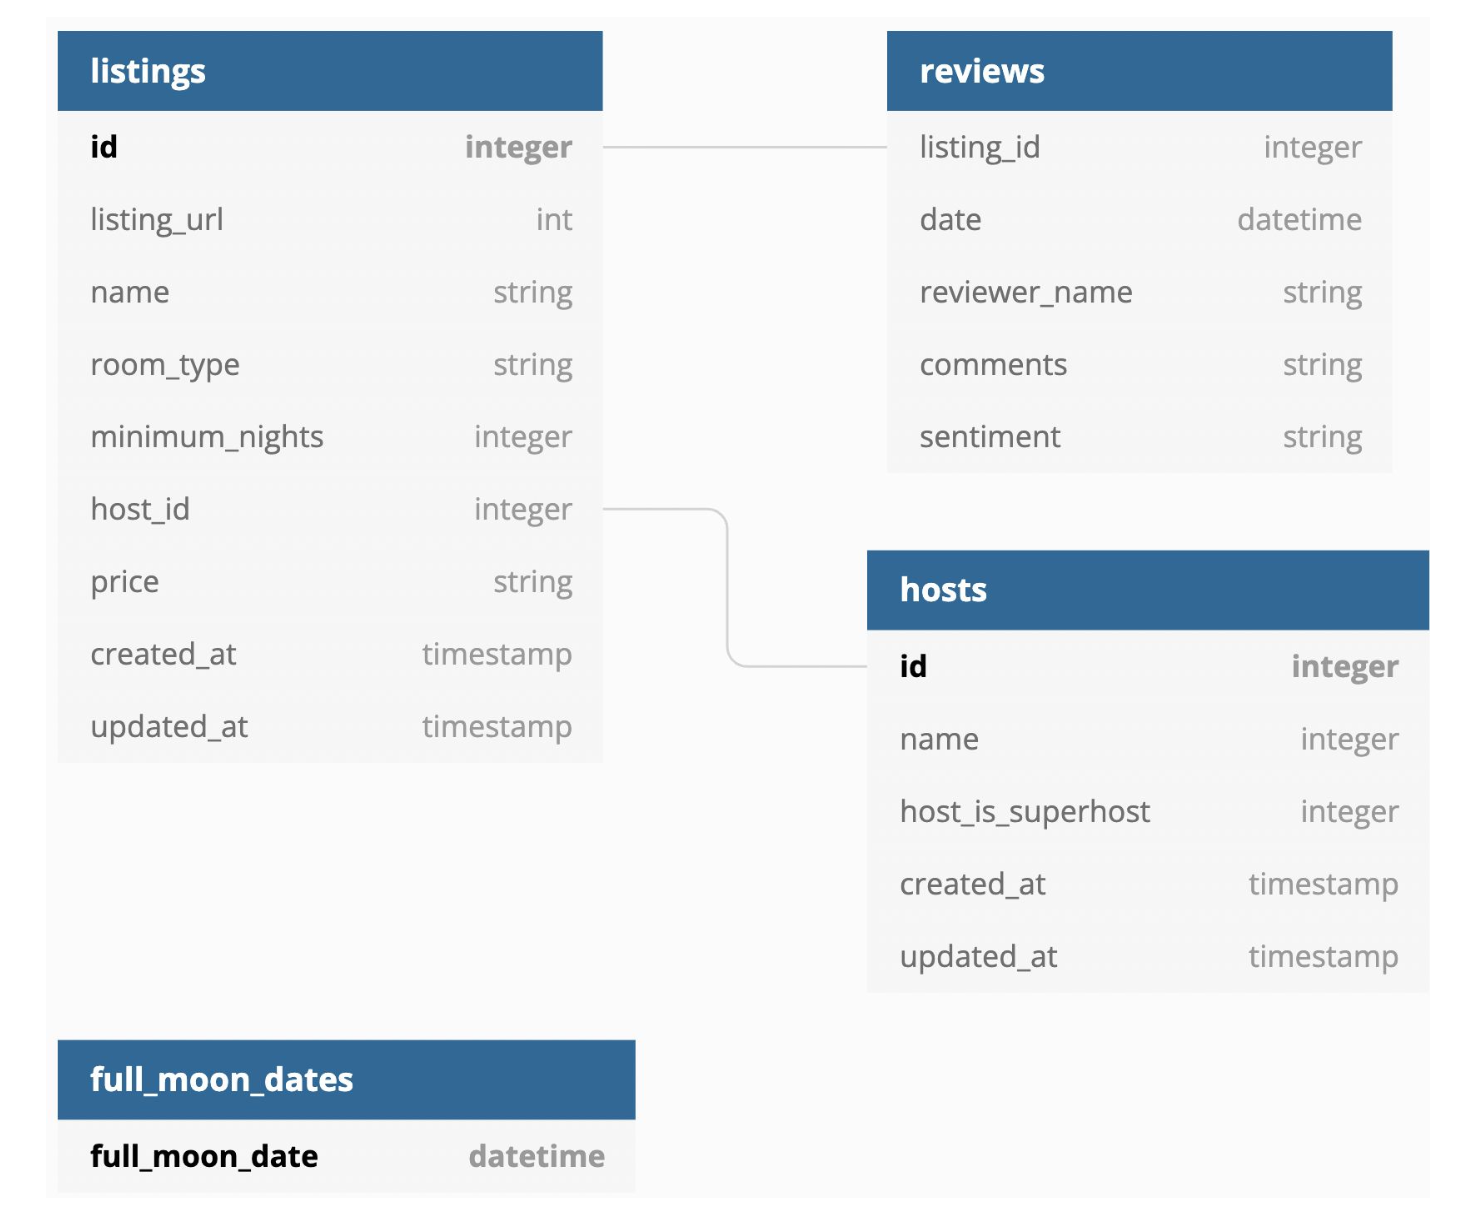 listings
id integer
listing_url int
name string
room_type string
minimum_nights integer
host_id integer
price string
created_at timestamp
updated_at timestamp
reviews
listing_id integer
date datetime
reviewer_name string
comments string
sentiment string
hosts
id integer
name integer
host_is_superhost integer
created_at timestamp
updated_at timestamp
full_moon_dates
full_moon_date datetime